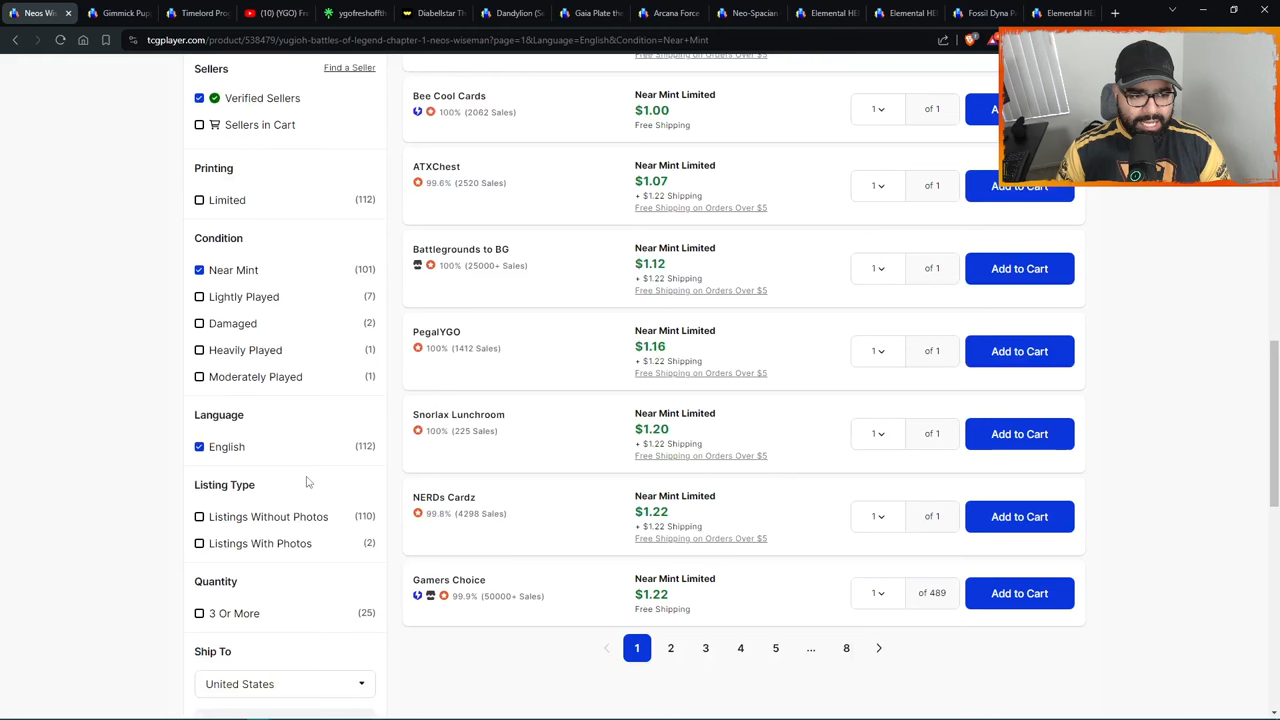 Neos Wi
Gimmick Pup
Timelord Pro
(10) (YGO) Fr
ygofreshoffth
Diabellstar Th
Dandylion (S
Gaia Plate th
Arcana Force
Neo-Spacian
Elemental HE
Elemental HE
Fossil Dyna P
Elemental HE
tcgplayer.com/product/538479/yugioh-battles-of-legend-chapter-1-neos-wiseman?page=1&Language=English&Condition=Near+Mint
Sellers
Find a Seller
Verified Sellers
Sellers in Cart
Printing
Limited (112)
Condition
Near Mint (101)
Lightly Played (7)
Damaged (2)
Heavily Played (1)
Moderately Played (1)
Language
English (112)
Listing Type
Listings Without Photos (110)
Listings With Photos (2)
Quantity
3 Or More (25)
Ship To
United States
Free Shipping on Orders Over $5
Bee Cool Cards
100% (2062 Sales)
Near Mint Limited
$1.00
Free Shipping
1 of 1
A
ATXChest
99.6% (2520 Sales)
Near Mint Limited
$1.07
+ $1.22 Shipping
Free Shipping on Orders Over $5
1 of 1
Add to Cart
Battlegrounds to BG
100% (25000+ Sales)
Near Mint Limited
$1.12
+ $1.22 Shipping
Free Shipping on Orders Over $5
1 of 1
Add to Cart
PegalYGO
100% (1412 Sales)
Near Mint Limited
$1.16
+ $1.22 Shipping
Free Shipping on Orders Over $5
1 of 1
Add to Cart
Snorlax Lunchroom
100% (225 Sales)
Near Mint Limited
$1.20
+ $1.22 Shipping
Free Shipping on Orders Over $5
1 of 1
Add to Cart
NERDs Cardz
99.8% (4298 Sales)
Near Mint Limited
$1.22
+ $1.22 Shipping
Free Shipping on Orders Over $5
1 of 1
Add to Cart
Gamers Choice
99.9% (50000+ Sales)
Near Mint Limited
$1.22
Free Shipping
1 of 489
Add to Cart
1 2 3 4 5 ... 8